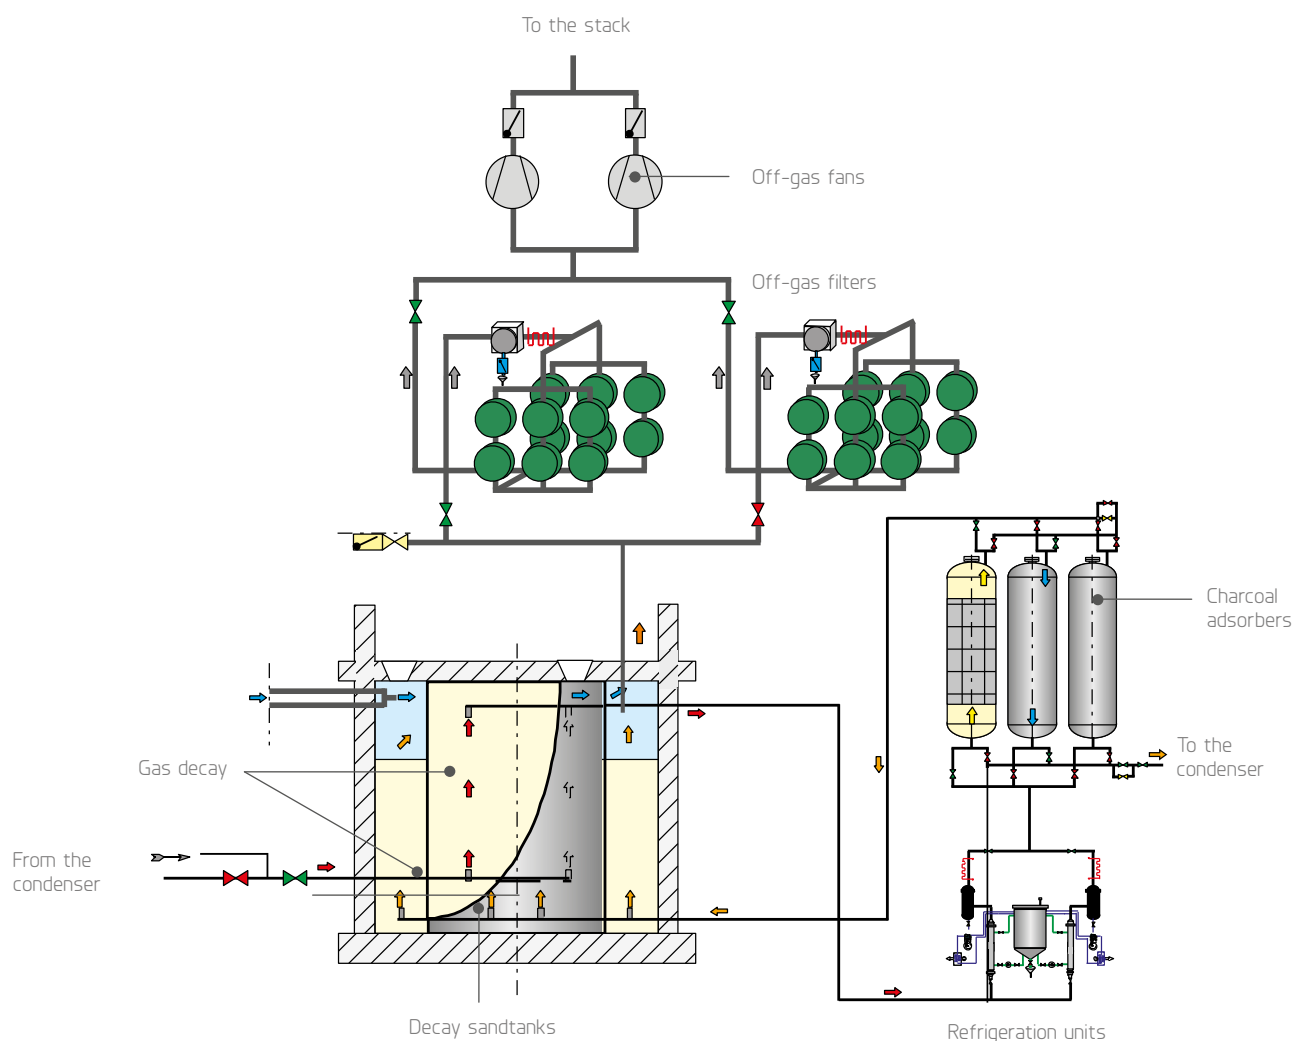 To the stack
Off-gas fans
Off-gas filters
Charcoal
adsorbers
To the
condenser
Gas decay
From the
condenser
Decay sandtanks
Refrigeration units